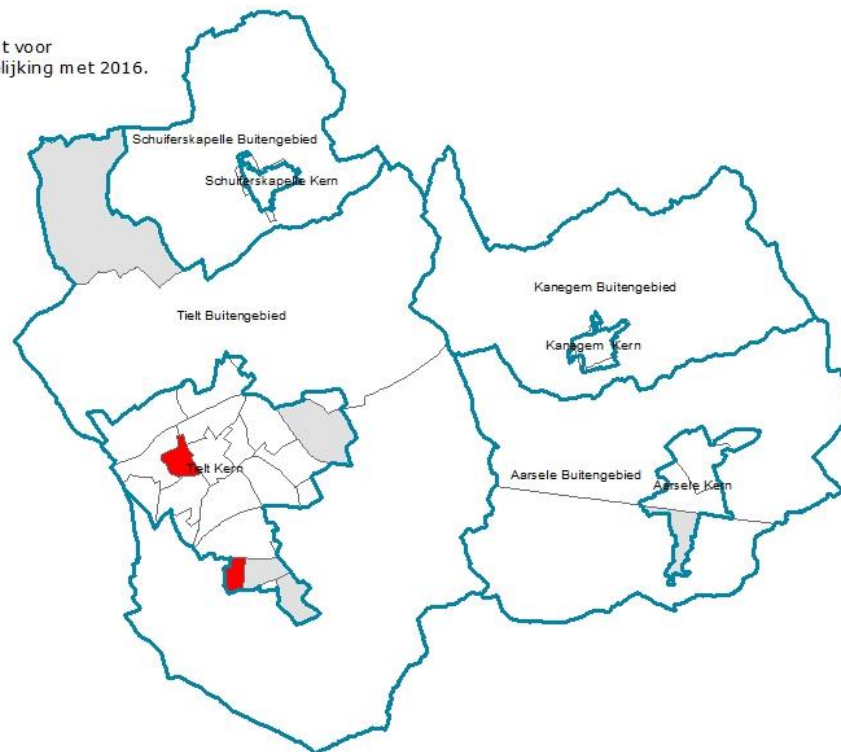 t voor
lijking met 2016.
Schuiferskapelle Buitengebied
Schuiferskapelle Kern
Kanegem Buitengebied
Tielt Buitengebied
Kanegem Kern
Tielt Kern
Aarsele Buitengebied
Aarsele Kern